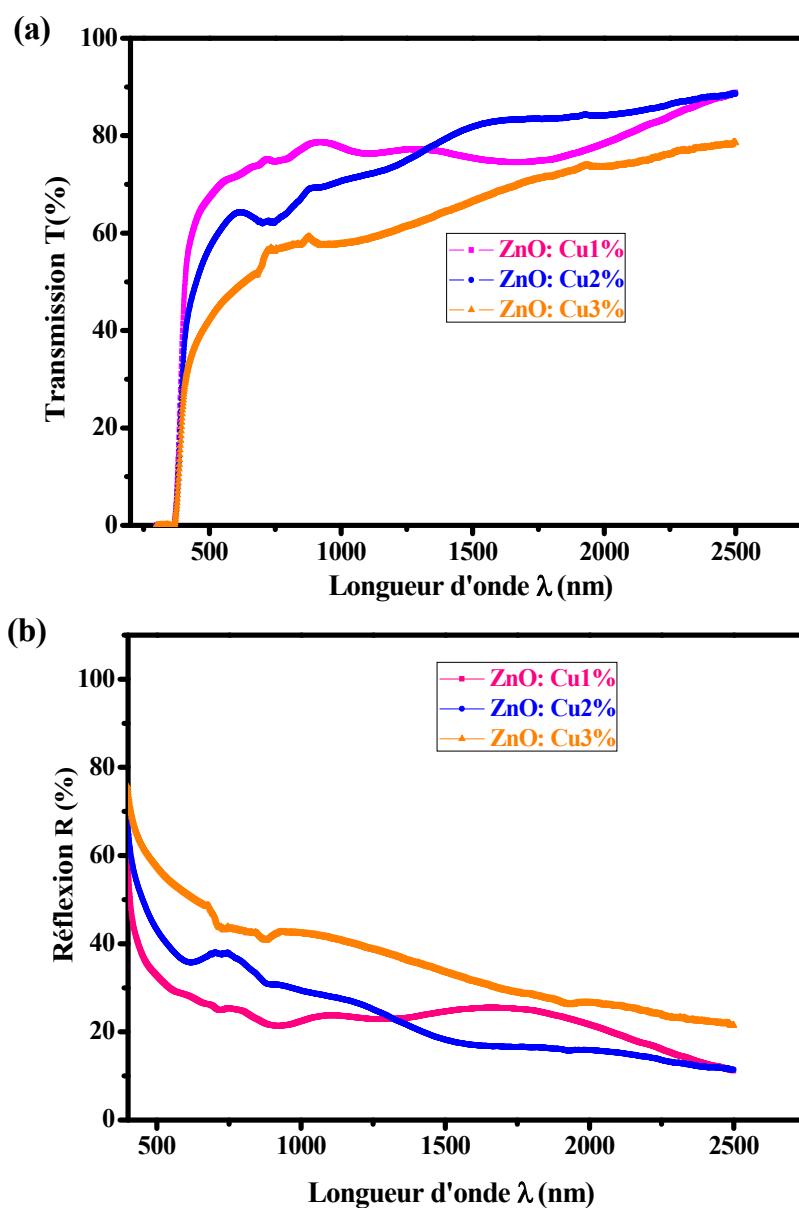 (a)
100
80
60
40
20
0
Transmission T(%)
ZnO: Cu1%
ZnO: Cu2%
ZnO: Cu3%
500 1000 1500 2000 2500
Longueur d'onde λ (nm)
(b)
100
80
60
40
20
0
Réflexion R (%)
ZnO: Cu1%
ZnO: Cu2%
ZnO: Cu3%
500 1000 1500 2000 2500
Longueur d'onde λ (nm)